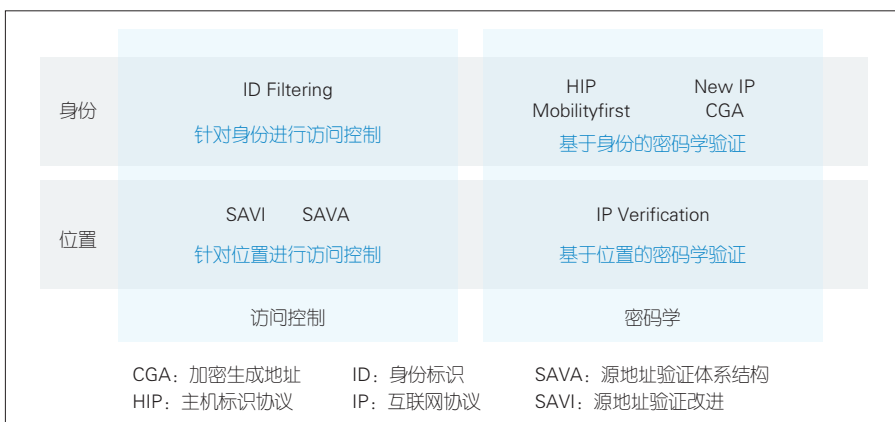 身份
ID Filtering
针对身份进行访问控制
HIP New IP
Mobilityfirst CGA
基于身份的密码学验证
位置
SAVI SAVA
针对位置进行访问控制
IP Verification
基于位置的密码学验证
访问控制 密码学
CGA：加密生成地址 ID：身份标识 SAVA：源地址验证体系结构
HIP：主机标识协议 IP：互联网协议 SAVI：源地址验证改进